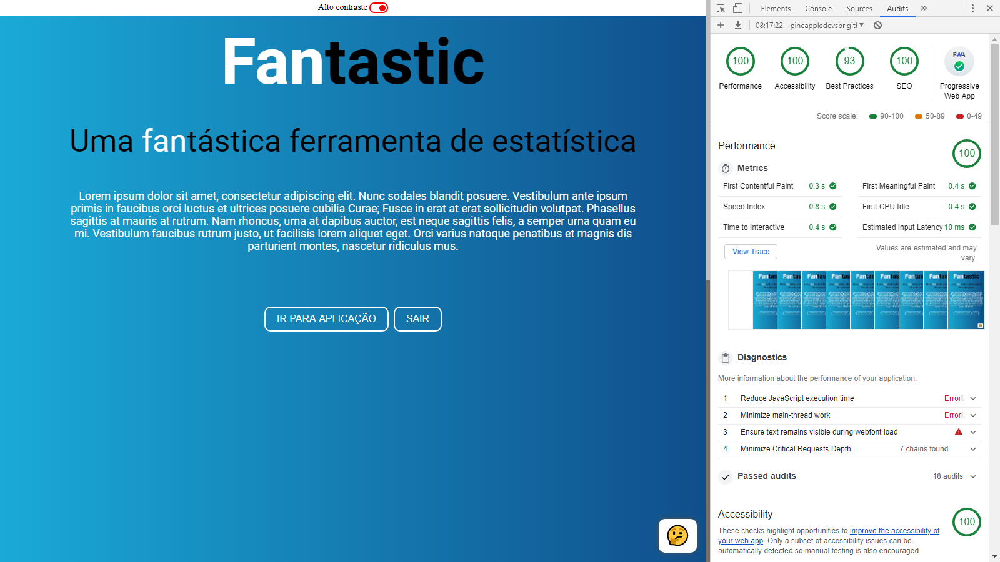 Alto contraste
Fantastic
Uma fantástica ferramenta de estatística
Lorem ipsum dolor sit amet, consectetur adipiscing elit. Nunc sodales blandit posuere. Vestibulum ante ipsum
primis in faucibus orci luctus et ultrices posuere cubilia Curae; Fusce in erat at erat sollicitudin volutpat. Phasellus
sagittis at mauris at rutrum. Nam rhoncus, urna at dapibus auctor, est neque sagittis felis, a semper urna quam eu
mi. Vestibulum faucibus rutrum justo, ut facilisis lorem aliquet eget. Orci varius natoque penatibus et magnis dis
parturient montes, nascetur ridiculus mus.
IR PARA APLICAÇÃO SAIR
Elements Console Sources Audits
08:17:22 - pineappledevsbr.gitl
100 100 93 100 PWA
Performance Accessibility Best Practices SEO Progressive
Web App
Score scale: 90-100 50-89 0-49
Performance 100
Metrics
First Contentful Paint 0.3 s First Meaningful Paint 0.4 s
Speed Index 0.8 s First CPU Idle 0.4 s
Time to Interactive 0.4 s Estimated Input Latency 10 ms
View Trace Values are estimated and may
vary.
Fantas Fantas Fantas Fantas Fantas Fantas Fantas Fantas Fantastic
Diagnostics
More information about the performance of your application.
1 Reduce JavaScript execution time Error!
2 Minimize main-thread work Error!
3 Ensure text remains visible during webfont load
4 Minimize Critical Requests Depth 7 chains found
Passed audits 18 audits
Accessibility 100
These checks highlight opportunities to improve the accessibility of
your web app. Only a subset of accessibility issues can be
automatically detected so manual testing is also encouraged.